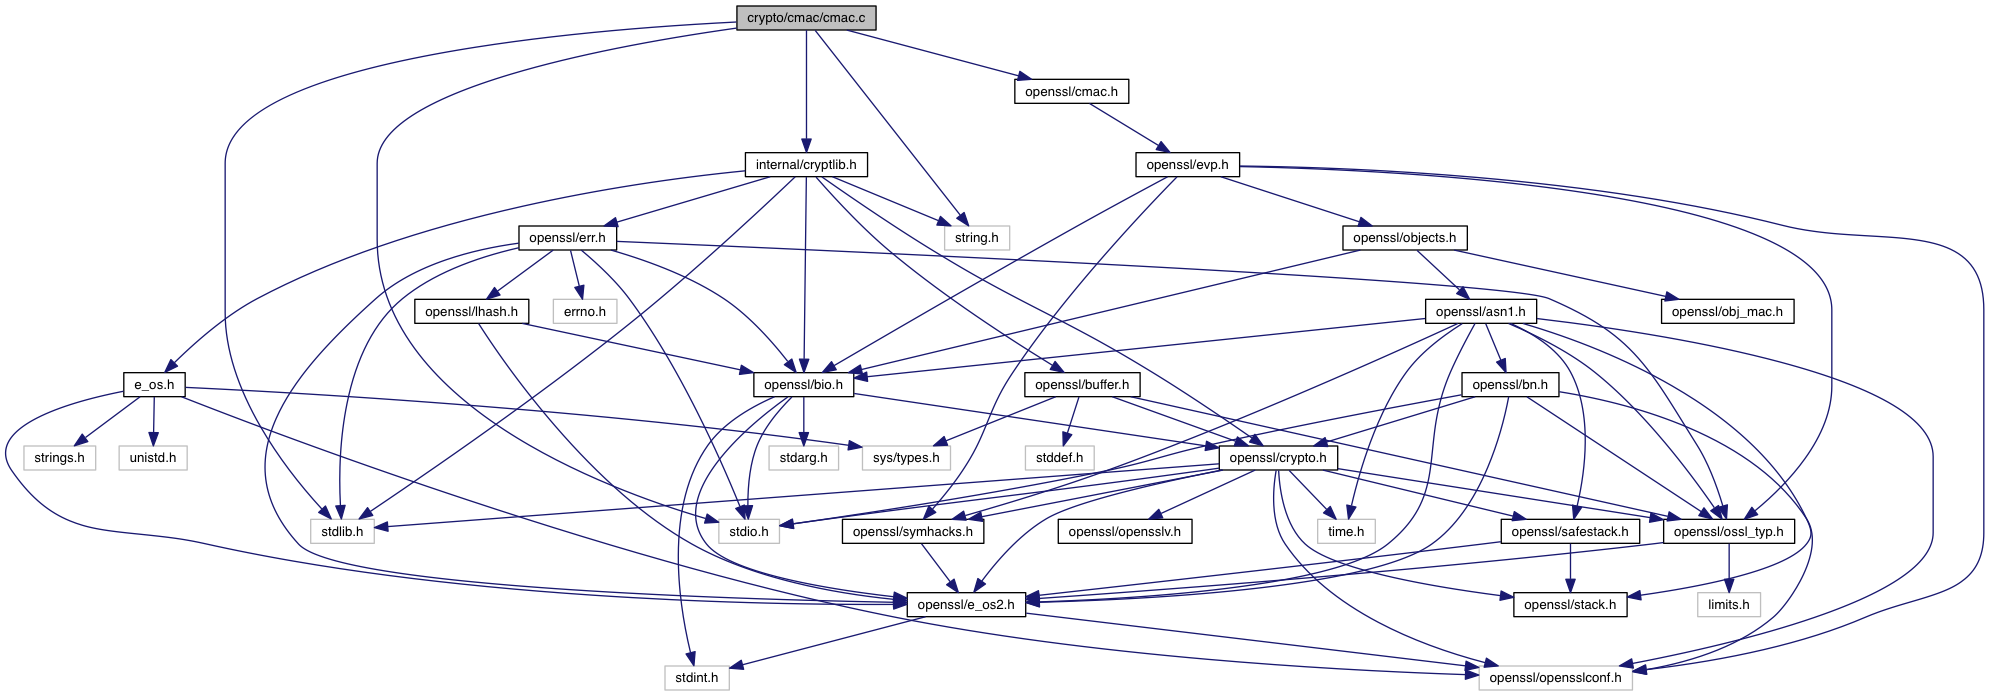 crypto/cmac/cmac.c
openssl/cmac.h
internal/cryptlib.h
openssl/evp.h
openssl/err.h
string.h
openssl/objects.h
openssl/lhash.h
errno.h
openssl/asn1.h
openssl/obj_mac.h
e_os.h
openssl/bio.h
openssl/buffer.h
openssl/bn.h
strings.h
unistd.h
stdarg.h
sys/types.h
stddef.h
openssl/crypto.h
stdlib.h
stdio.h
openssl/symhacks.h
openssl/opensslv.h
time.h
openssl/safestack.h
openssl/ossl_typ.h
openssl/e_os2.h
openssl/stack.h
limits.h
stdint.h
openssl/opensslconf.h